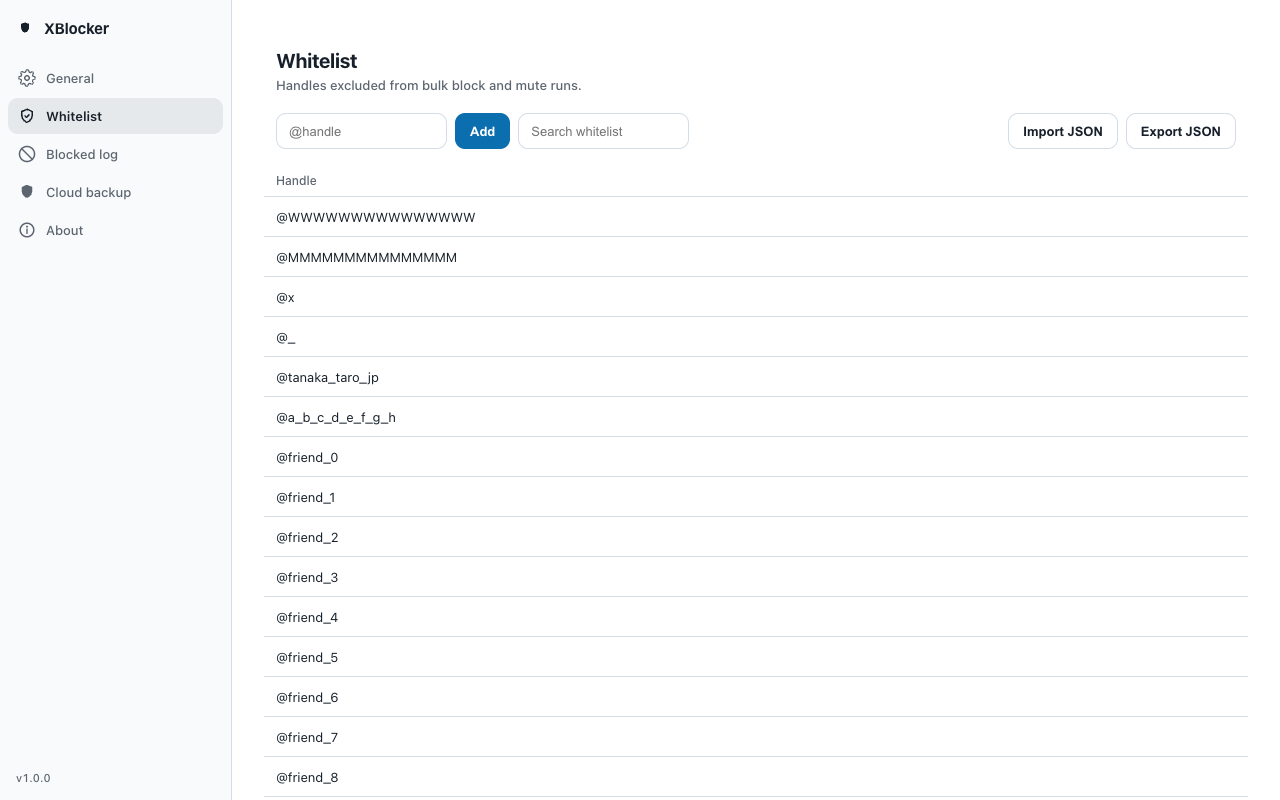 XBlocker
General
Whitelist
Blocked log
Cloud backup
About
v1.0.0
Whitelist
Handles excluded from bulk block and mute runs.
@handle
Add
Search whitelist
Import JSON
Export JSON
Handle
@WWWWWWWWWWWWWWW
@MMMMMMMMMMMMMMM
@x
@_
@tanaka_taro_jp
@a_b_c_d_e_f_g_h
@friend_0
@friend_1
@friend_2
@friend_3
@friend_4
@friend_5
@friend_6
@friend_7
@friend_8